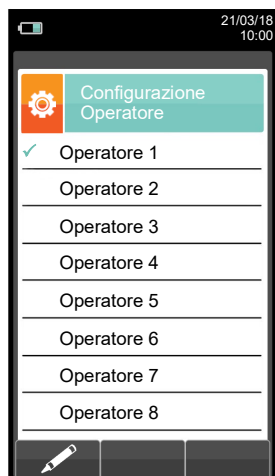 21/03/18
10:00
Configurazione
Operatore
✓ Operatore 1
Operatore 2
Operatore 3
Operatore 4
Operatore 5
Operatore 6
Operatore 7
Operatore 8